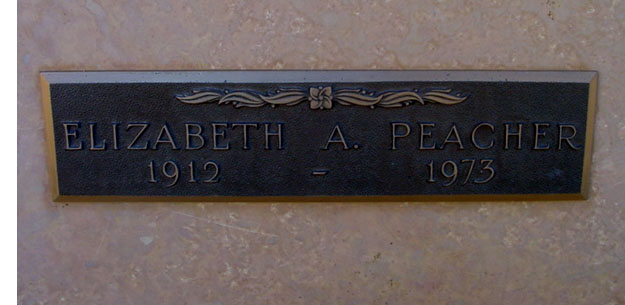 ELIZABETH A. PEACHER
1912 - 1973